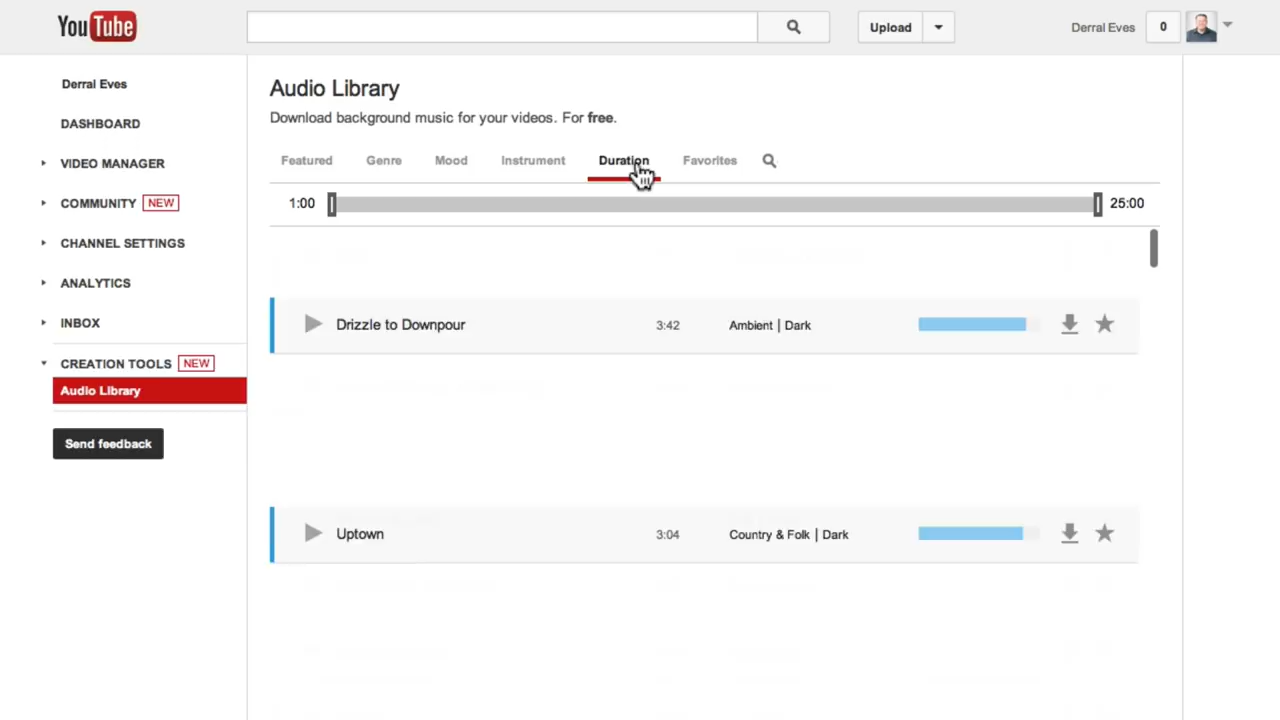 YouTube
Upload
Derral Eves
0
Derral Eves
DASHBOARD
VIDEO MANAGER
COMMUNITY NEW
CHANNEL SETTINGS
ANALYTICS
INBOX
CREATION TOOLS NEW
Audio Library
Send feedback
Audio Library
Download background music for your videos. For free.
Featured Genre Mood Instrument Duration Favorites
1:00 25:00
Drizzle to Downpour 3:42 Ambient | Dark
Uptown 3:04 Country & Folk | Dark